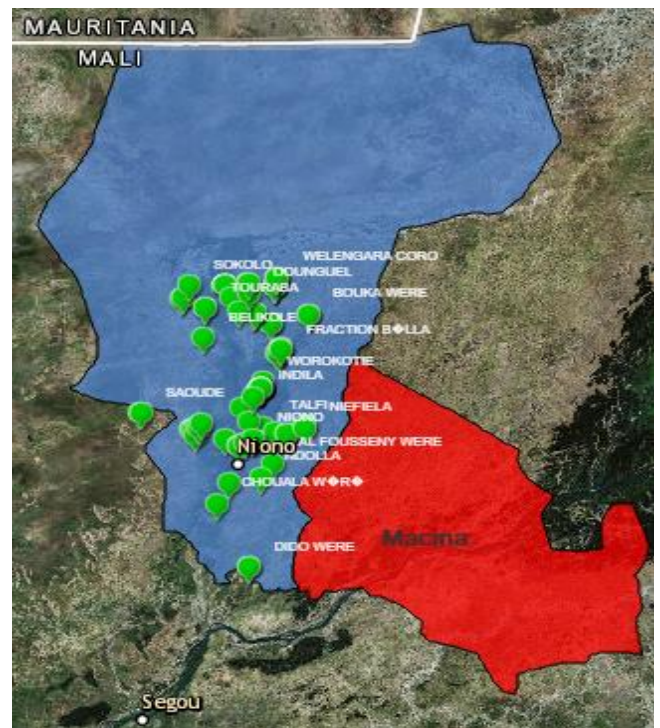 MAURITANIA
MALI
WELENGARA CORO
SOKOLO
DOUNGUEL
TOURABA
BOUKA WERE
BELIKOLE
FRACTION B�LLA
WOROKOTIE
INDILA
SAOUDE
TALFI NIEFIELA
NIONO
AL FOUSSENY WERE
Niono
NDOLLA
CHOUALA W�R�
Macina
DIDO WERE
Segou